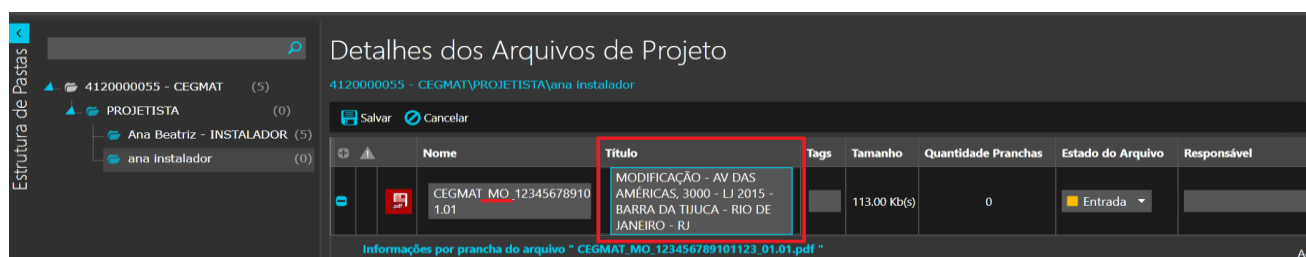 Estrutura de Pastas
4120000055 - CEGMAT (5)
PROJETISTA (0)
Ana Beatriz - INSTALADOR (5)
ana instalador (0)
Detalhes dos Arquivos de Projeto
4120000055 - CEGMAT\PROJETISTA\ana instalador
Salvar Cancelar
Nome Título Tags Tamanho Quantidade Pranchas Estado do Arquivo Responsável
pdf
CEGMAT_MO_12345678910
1.01
MODIFICAÇÃO - AV DAS
AMÉRICAS, 3000 - LJ 2015 -
BARRA DA TIJUCA - RIO DE
JANEIRO - RJ
113.00 Kb(s) 0 Entrada
Informações por prancha do arquivo " CEGMAT_MO_123456789101123_01.01.pdf "
A